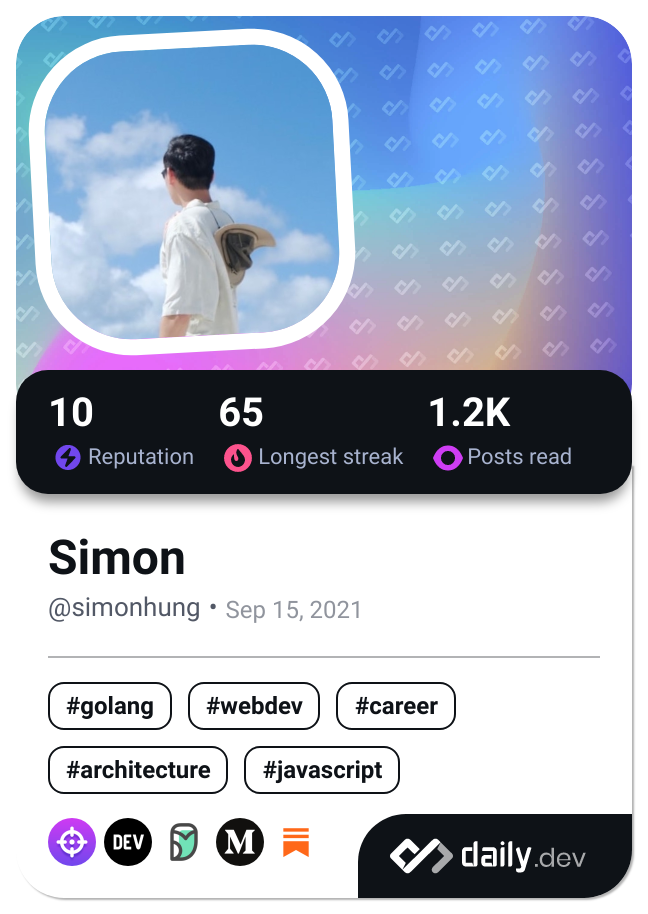 10 65 1.2K
Reputation Longest streak Posts read
Simon
@simonhung • Sep 15, 2021
#golang #webdev #career
#architecture #javascript
DEV M
daily.dev